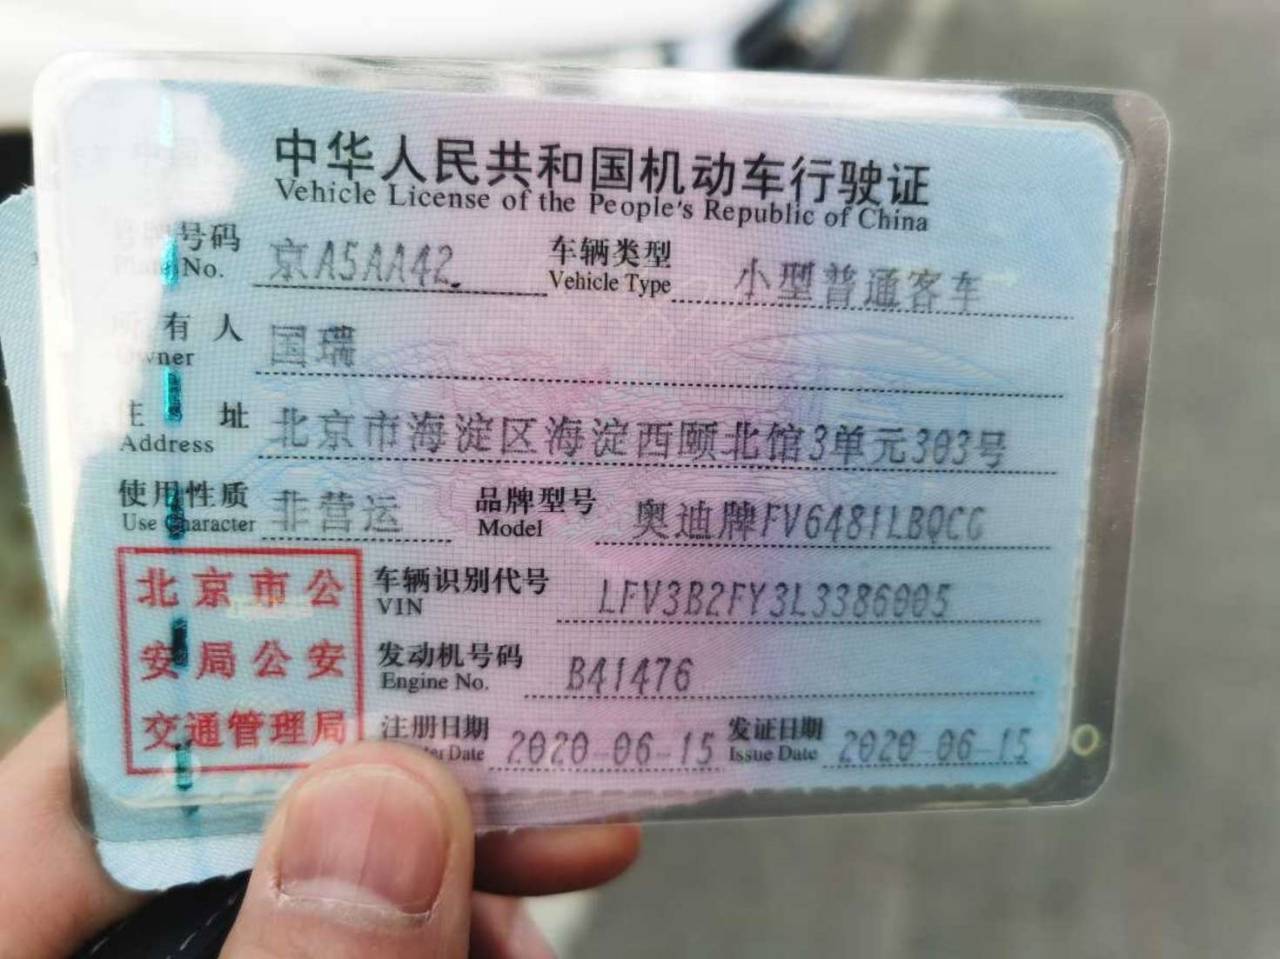 中华人民共和国机动车行驶证
Vehicle License of the People's Republic of China
号牌号码 京A5AA42 车辆类型 小型普通客车
Plate No. Vehicle Type
所有人 国瑞
Owner
住址 北京市海淀区海淀西颐北馆3单元303号
Address
使用性质 非营运 品牌型号 奥迪牌FV6481LBQCG
Use Character Model
北京市公 车辆识别代号 LFV3B2FY3L3386005
VIN
安局公安 发动机号码 B41476
Engine No.
交通管理局 注册日期 2020-06-15 发证日期 2020-06-15
Date Issue Date